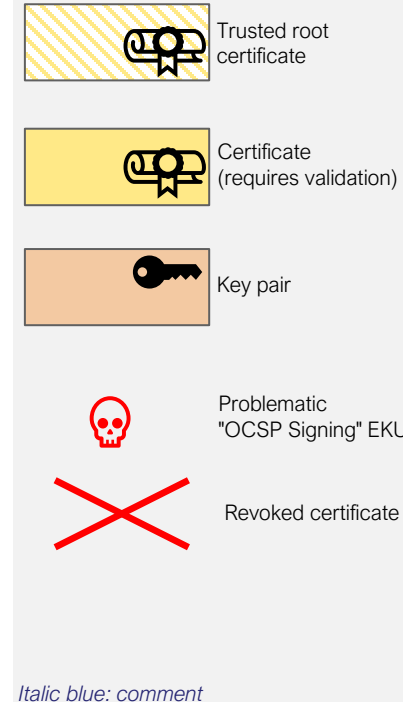 Trusted root
certificate
Certificate
(requires validation)
Key pair
Problematic
"OCSP Signing" EKU
Revoked certificate
Italic blue: comment